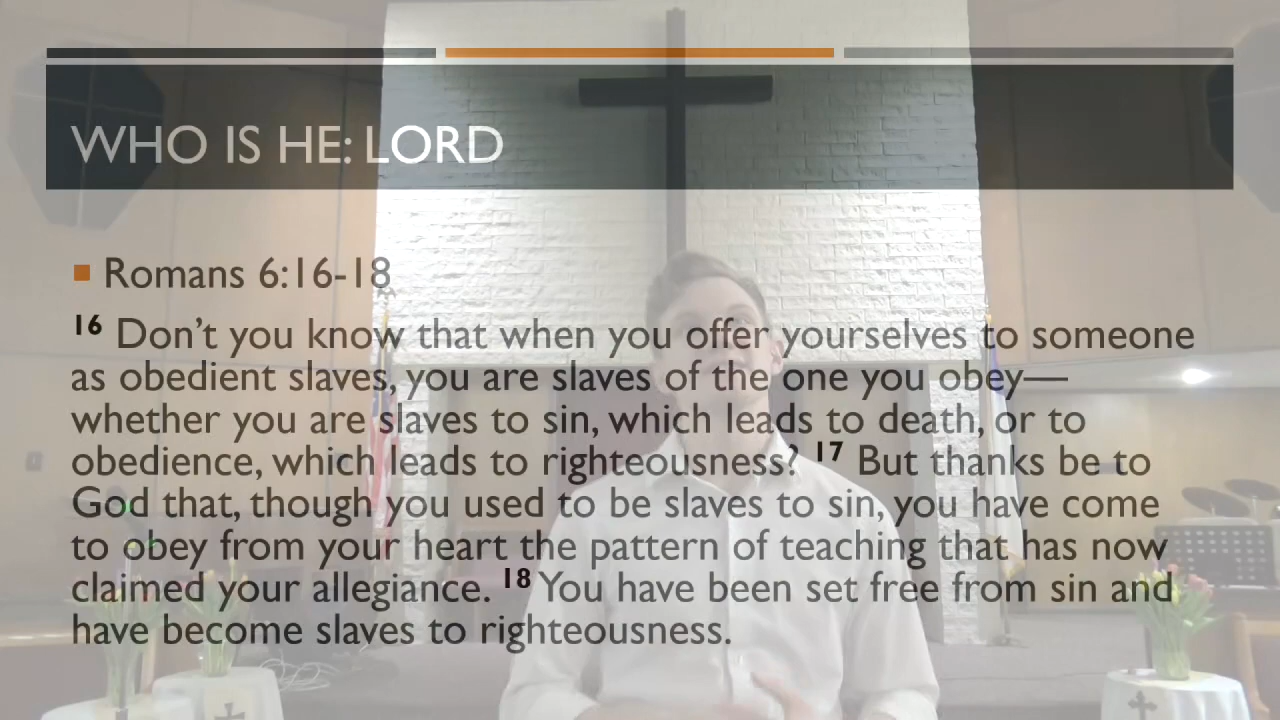 WHO IS HE: LORD
Romans 6:16-18
16 Don’t you know that when you offer yourselves to someone
as obedient slaves, you are slaves of the one you obey—
whether you are slaves to sin, which leads to death, or to
obedience, which leads to righteousness? 17 But thanks be to
God that, though you used to be slaves to sin, you have come
to obey from your heart the pattern of teaching that has now
claimed your allegiance. 18 You have been set free from sin and
have become slaves to righteousness.